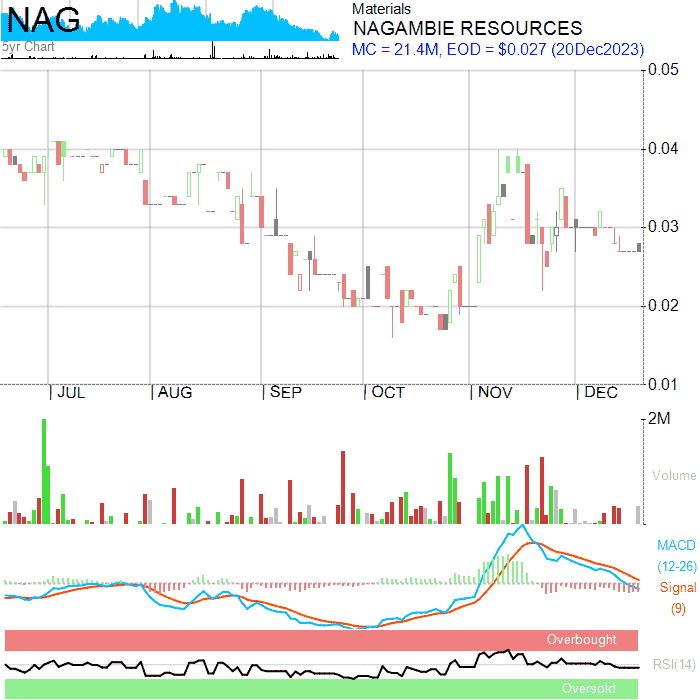 NAG
5yr Chart
Materials
NAGAMBIE RESOURCES
MC = 21.4M, EOD = $0.027 (20Dec2023)
0.05
0.04
0.03
0.02
0.01
JUL AUG SEP OCT NOV DEC
2M
Volume
MACD
(12-26)
Signal
(9)
Overbought
RSI(14)
Oversold